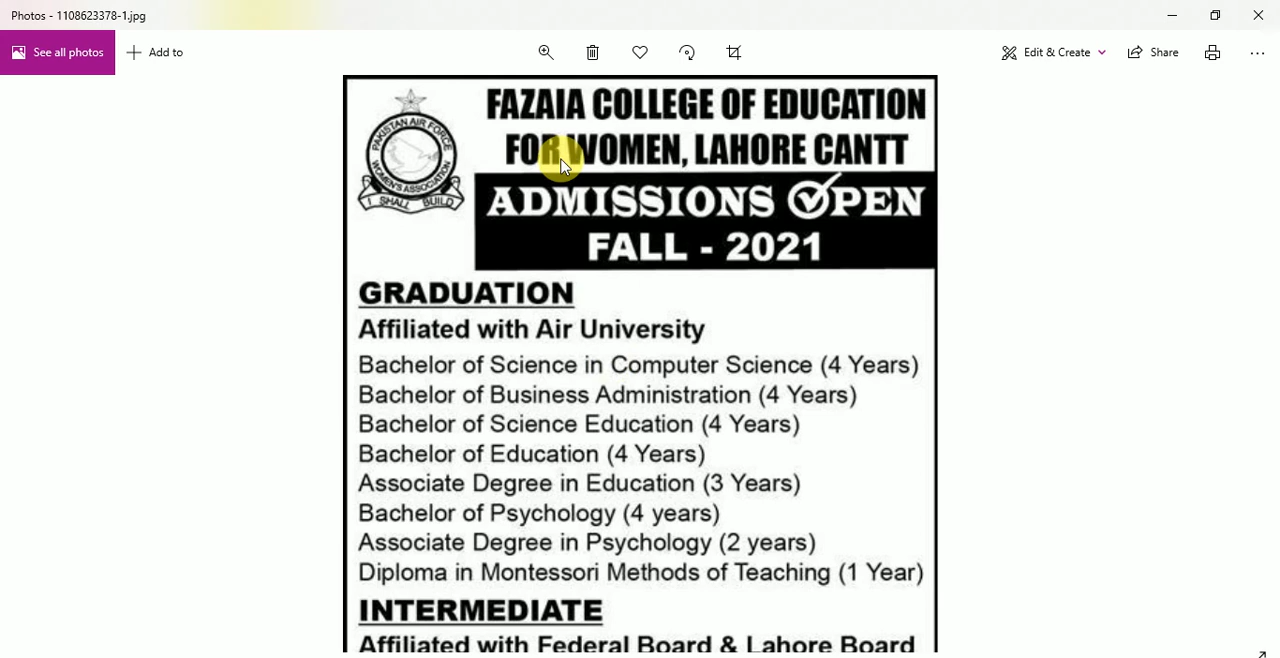 Photos - 1108623378-1.jpg
See all photos
Add to
Edit & Create
Share
PAKISTAN AIR FORCE
WOMEN'S ASSOCIATION
I SHALL BUILD
FAZAIA COLLEGE OF EDUCATION
FOR WOMEN, LAHORE CANTT
ADMISSIONS OPEN
FALL - 2021
GRADUATION
Affiliated with Air University
Bachelor of Science in Computer Science (4 Years)
Bachelor of Business Administration (4 Years)
Bachelor of Science Education (4 Years)
Bachelor of Education (4 Years)
Associate Degree in Education (3 Years)
Bachelor of Psychology (4 years)
Associate Degree in Psychology (2 years)
Diploma in Montessori Methods of Teaching (1 Year)
INTERMEDIATE
Affiliated with Federal Board & Lahore Board